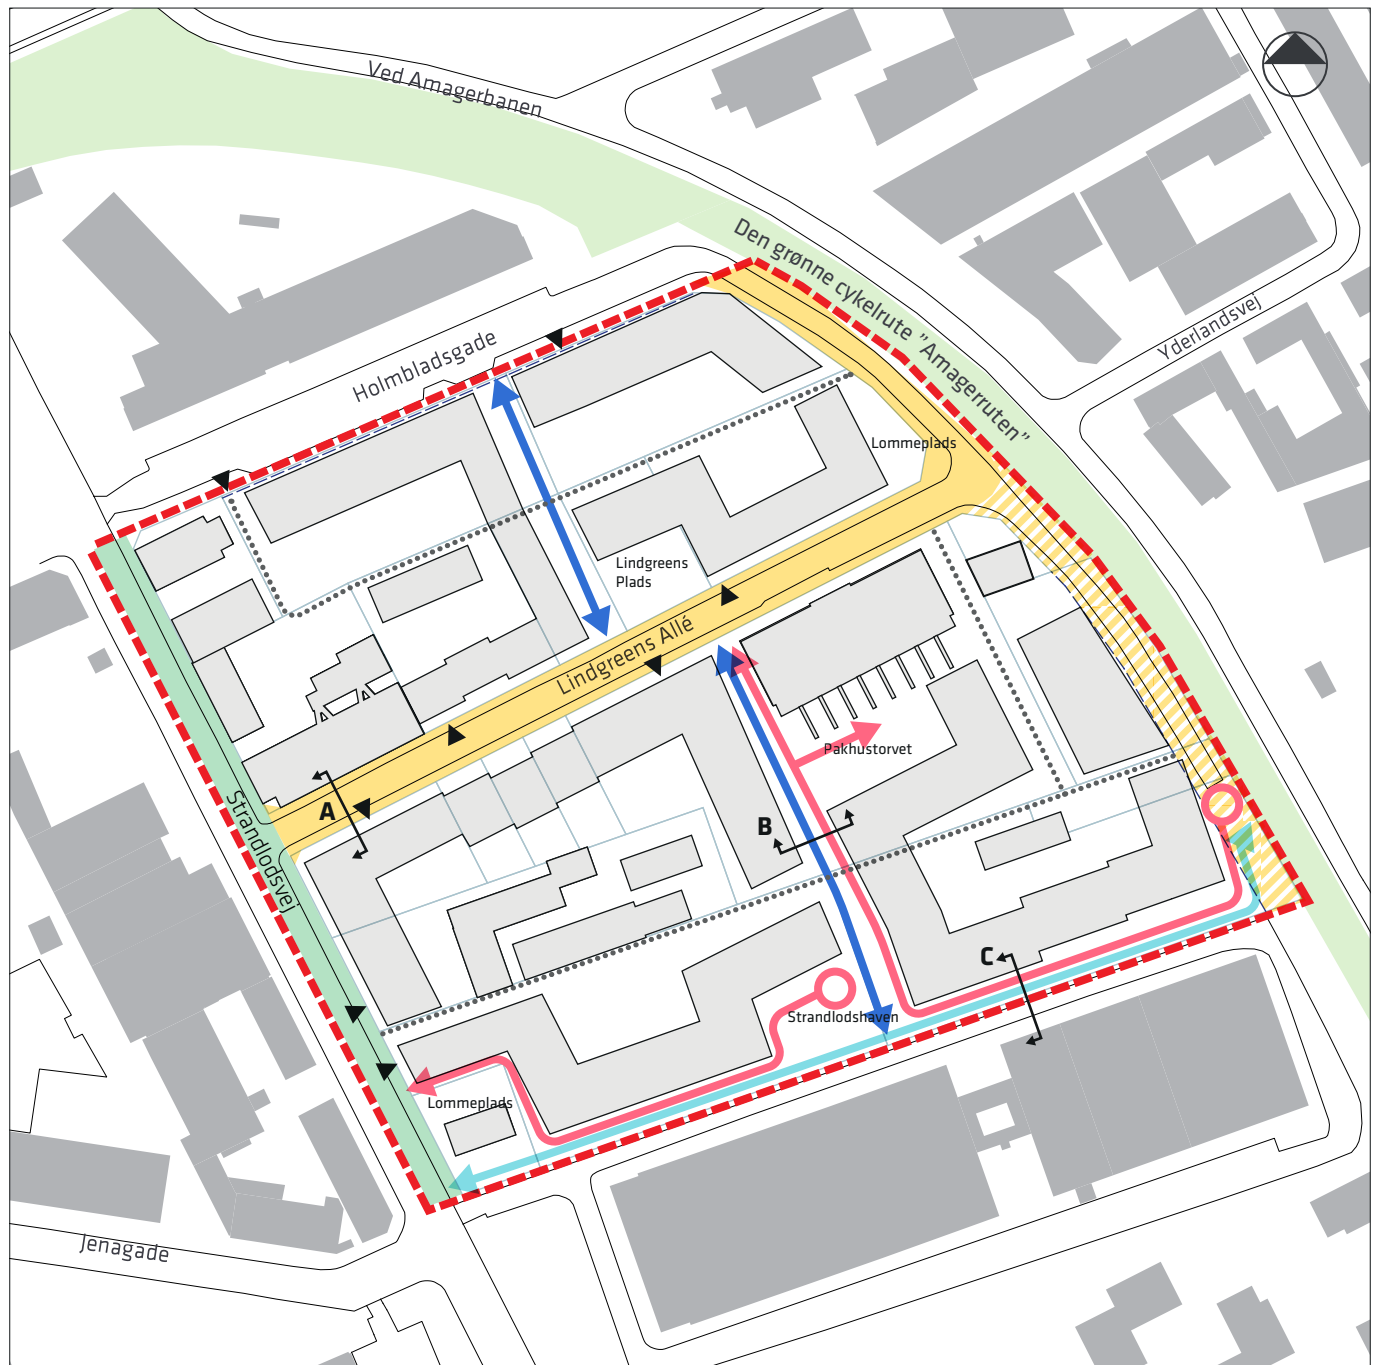 Ved Amagerbanen
Den grønne cykelrute "Amagerruten"
Yderlandsvej
Holmbladsgade
Lommeplads
Lindgreens
Plads
Lindgreens Allé
Pakhustorvet
A
Strandlodsvej
B
C
Strandlodshaven
Lommeplads
Jenagade